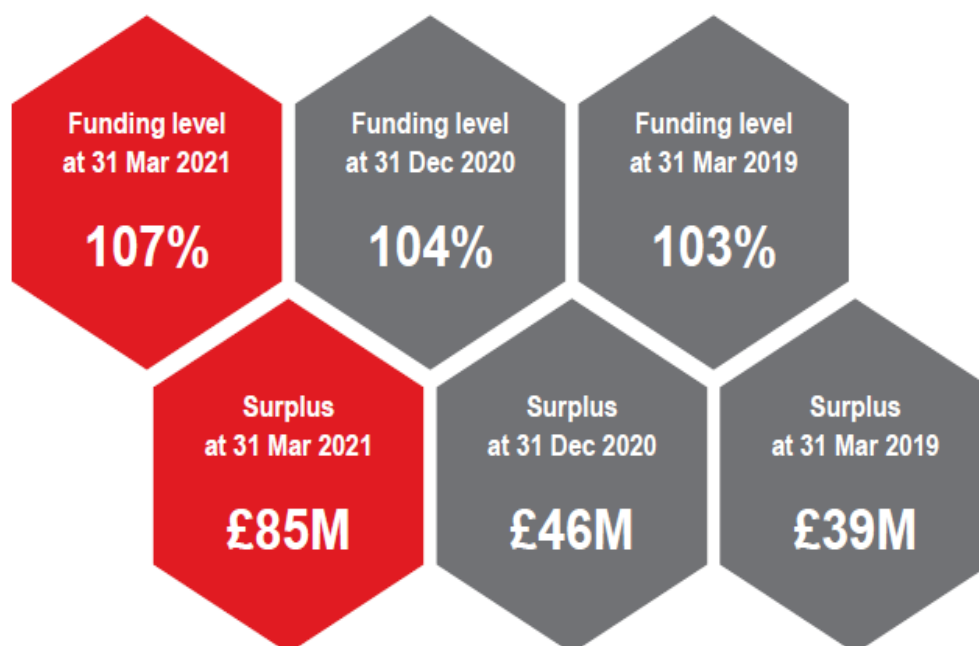 Funding level
at 31 Mar 2021
107%
Funding level
at 31 Dec 2020
104%
Funding level
at 31 Mar 2019
103%
Surplus
at 31 Mar 2021
£85M
Surplus
at 31 Dec 2020
£46M
Surplus
at 31 Mar 2019
£39M